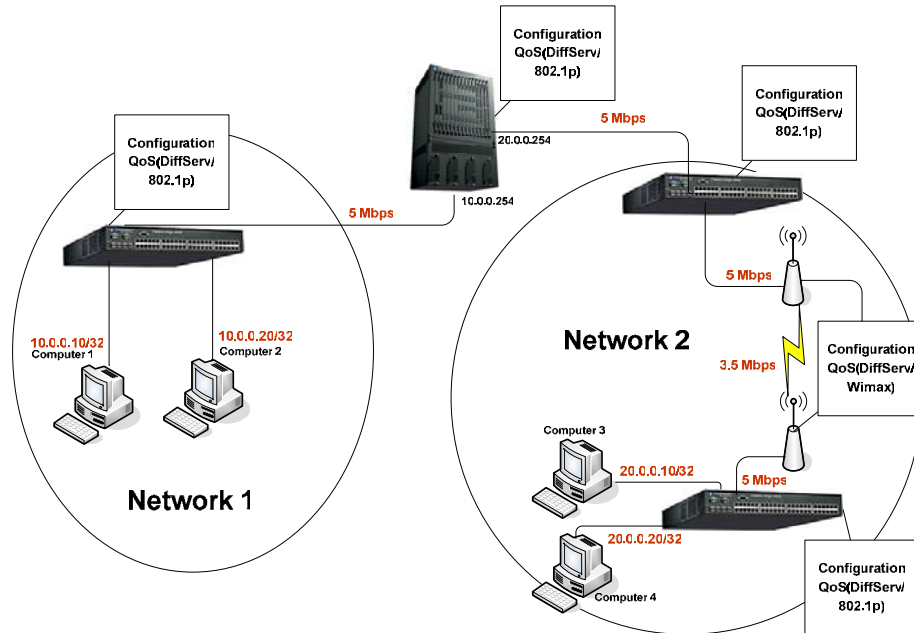 Configuration
QoS(DiffServ/
802.1p)
Configuration
QoS(DiffServ/
802.1p)
Configuration
QoS(DiffServ/
802.1p)
5 Mbps
20.0.0.254
10.0.0.254
5 Mbps
5 Mbps
10.0.0.10/32
Computer 1
10.0.0.20/32
Computer 2
Network 1
Network 2
3.5 Mbps
Configuration
QoS(DiffServ/
Wimax)
Computer 3
20.0.0.10/32
5 Mbps
20.0.0.20/32
Computer 4
Configuration
QoS(DiffServ/
802.1p)